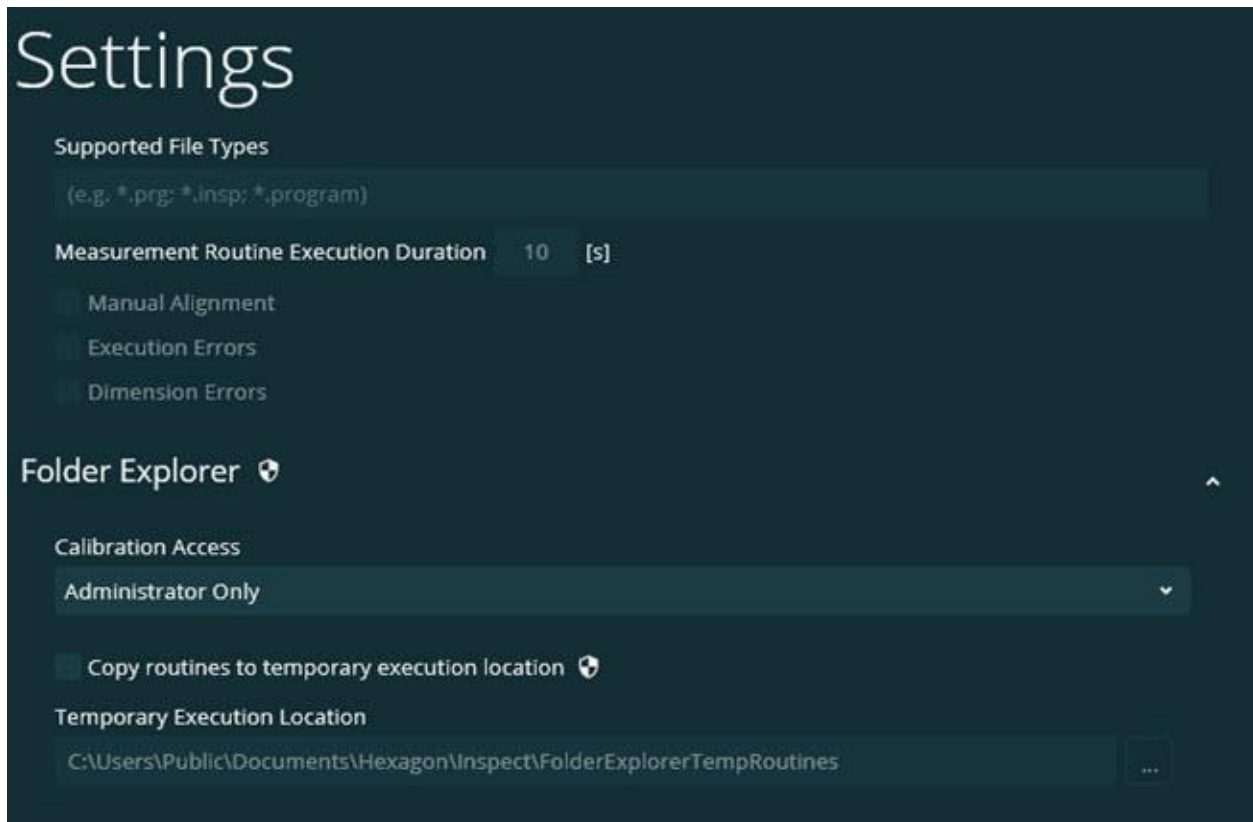 Settings
Supported File Types
(e.g. *.prg; *.insp; *.program)
Measurement Routine Execution Duration 10 [s]
Manual Alignment
Execution Errors
Dimension Errors
Folder Explorer
Calibration Access
Administrator Only
Copy routines to temporary execution location
Temporary Execution Location
C:\Users\Public\Documents\Hexagon\Inspect\FolderExplorerTempRoutines ...